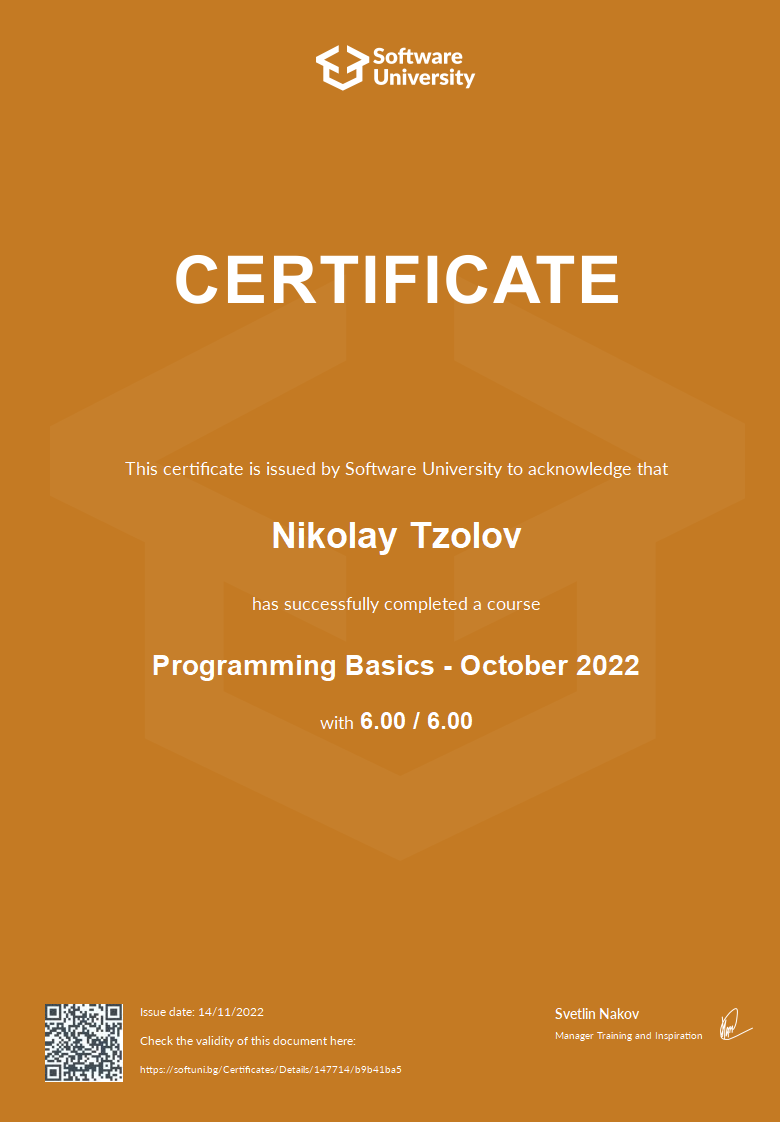 Software
University
CERTIFICATE
This certificate is issued by Software University to acknowledge that
Nikolay Tzolov
has successfully completed a course
Programming Basics - October 2022
with 6.00 / 6.00
Issue date: 14/11/2022
Check the validity of this document here:
https://softuni.bg/Certificates/Details/147714/b9b41ba5
Svetlin Nakov
Manager Training and Inspiration